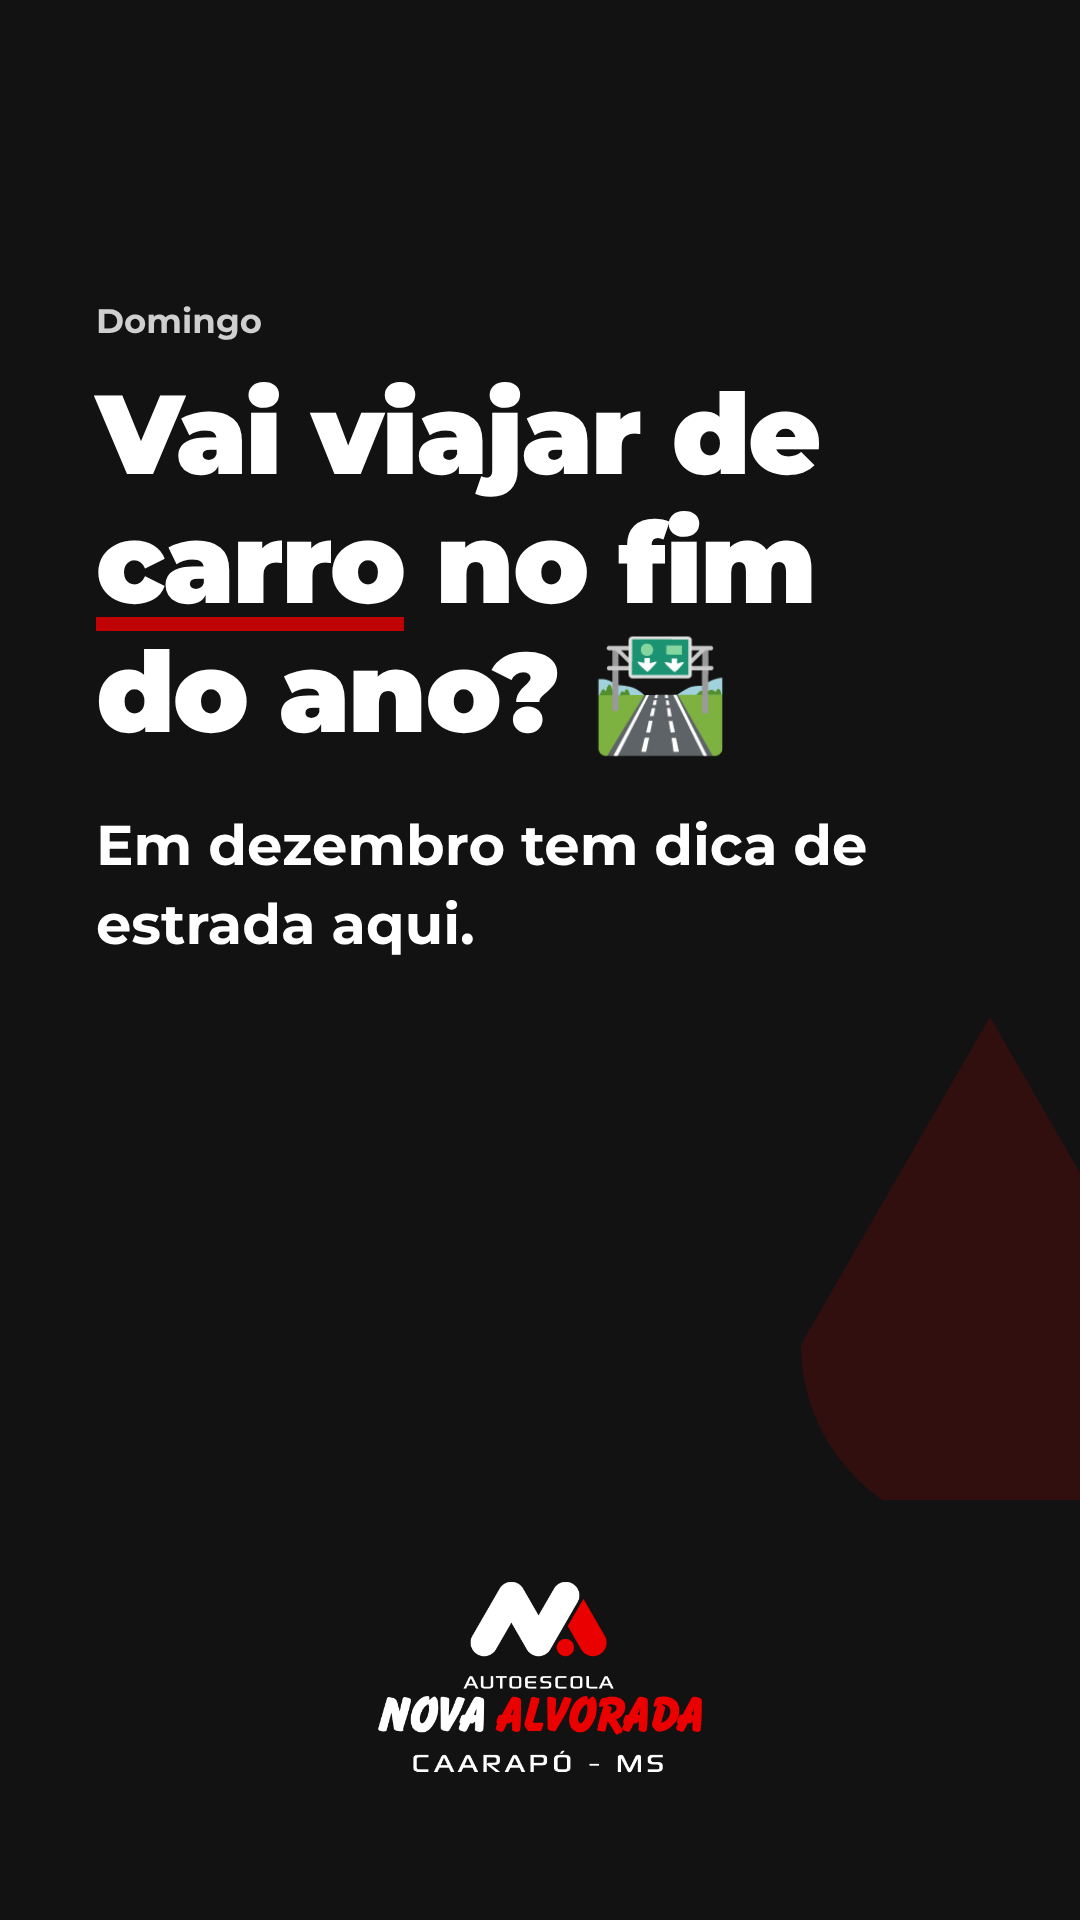 Domingo
Vai viajar de
carro no fim
do ano? 🛣️
Em dezembro tem dica de
estrada aqui.
AUTOESCOLA
NOVA ALVORADA
CAARAPÓ - MS